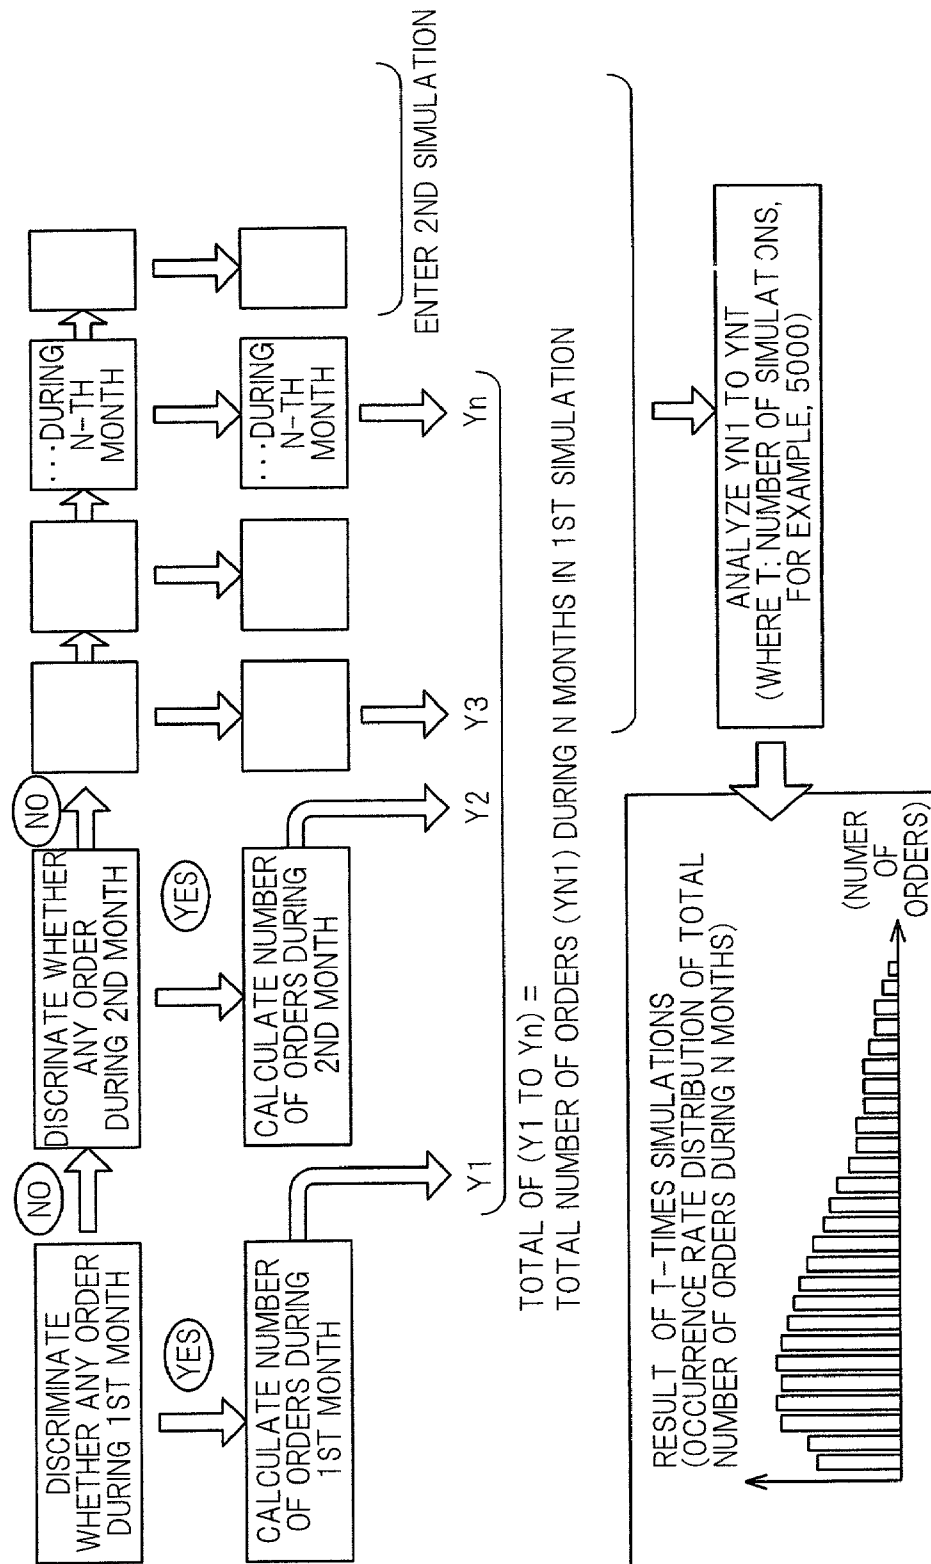 DISCRIMINATE
WHETHER ANY ORDER
DURING 1ST MONTH
NO
DISCRINATE WHETHER
ANY ORDER
DURING 2ND MONTH
NO
···DURING
N-TH
MONTH
YES
CALCULATE NUMBER
OF ORDERS DURING
1ST MONTH
YES
CALCULATE NUMBER
OF ORDERS DURING
2ND MONTH
···DURING
N-TH
MONTH
Y1
Y2
Y3
Yn
ENTER 2ND SIMULATION
TOTAL OF (Y1 TO Yn) =
TOTAL NUMBER OF ORDERS (YN1) DURING N MONTHS IN 1ST SIMULATION
ANALYZE YN1 TO YNT
(WHERE T: NUMBER OF SIMULATIONS,
FOR EXAMPLE, 5000)
RESULT OF T-TIMES SIMULATIONS
(OCCURRENCE RATE DISTRIBUTION OF TOTAL
NUMBER OF ORDERS DURING N MONTHS)
(NUMER
OF
ORDERS)